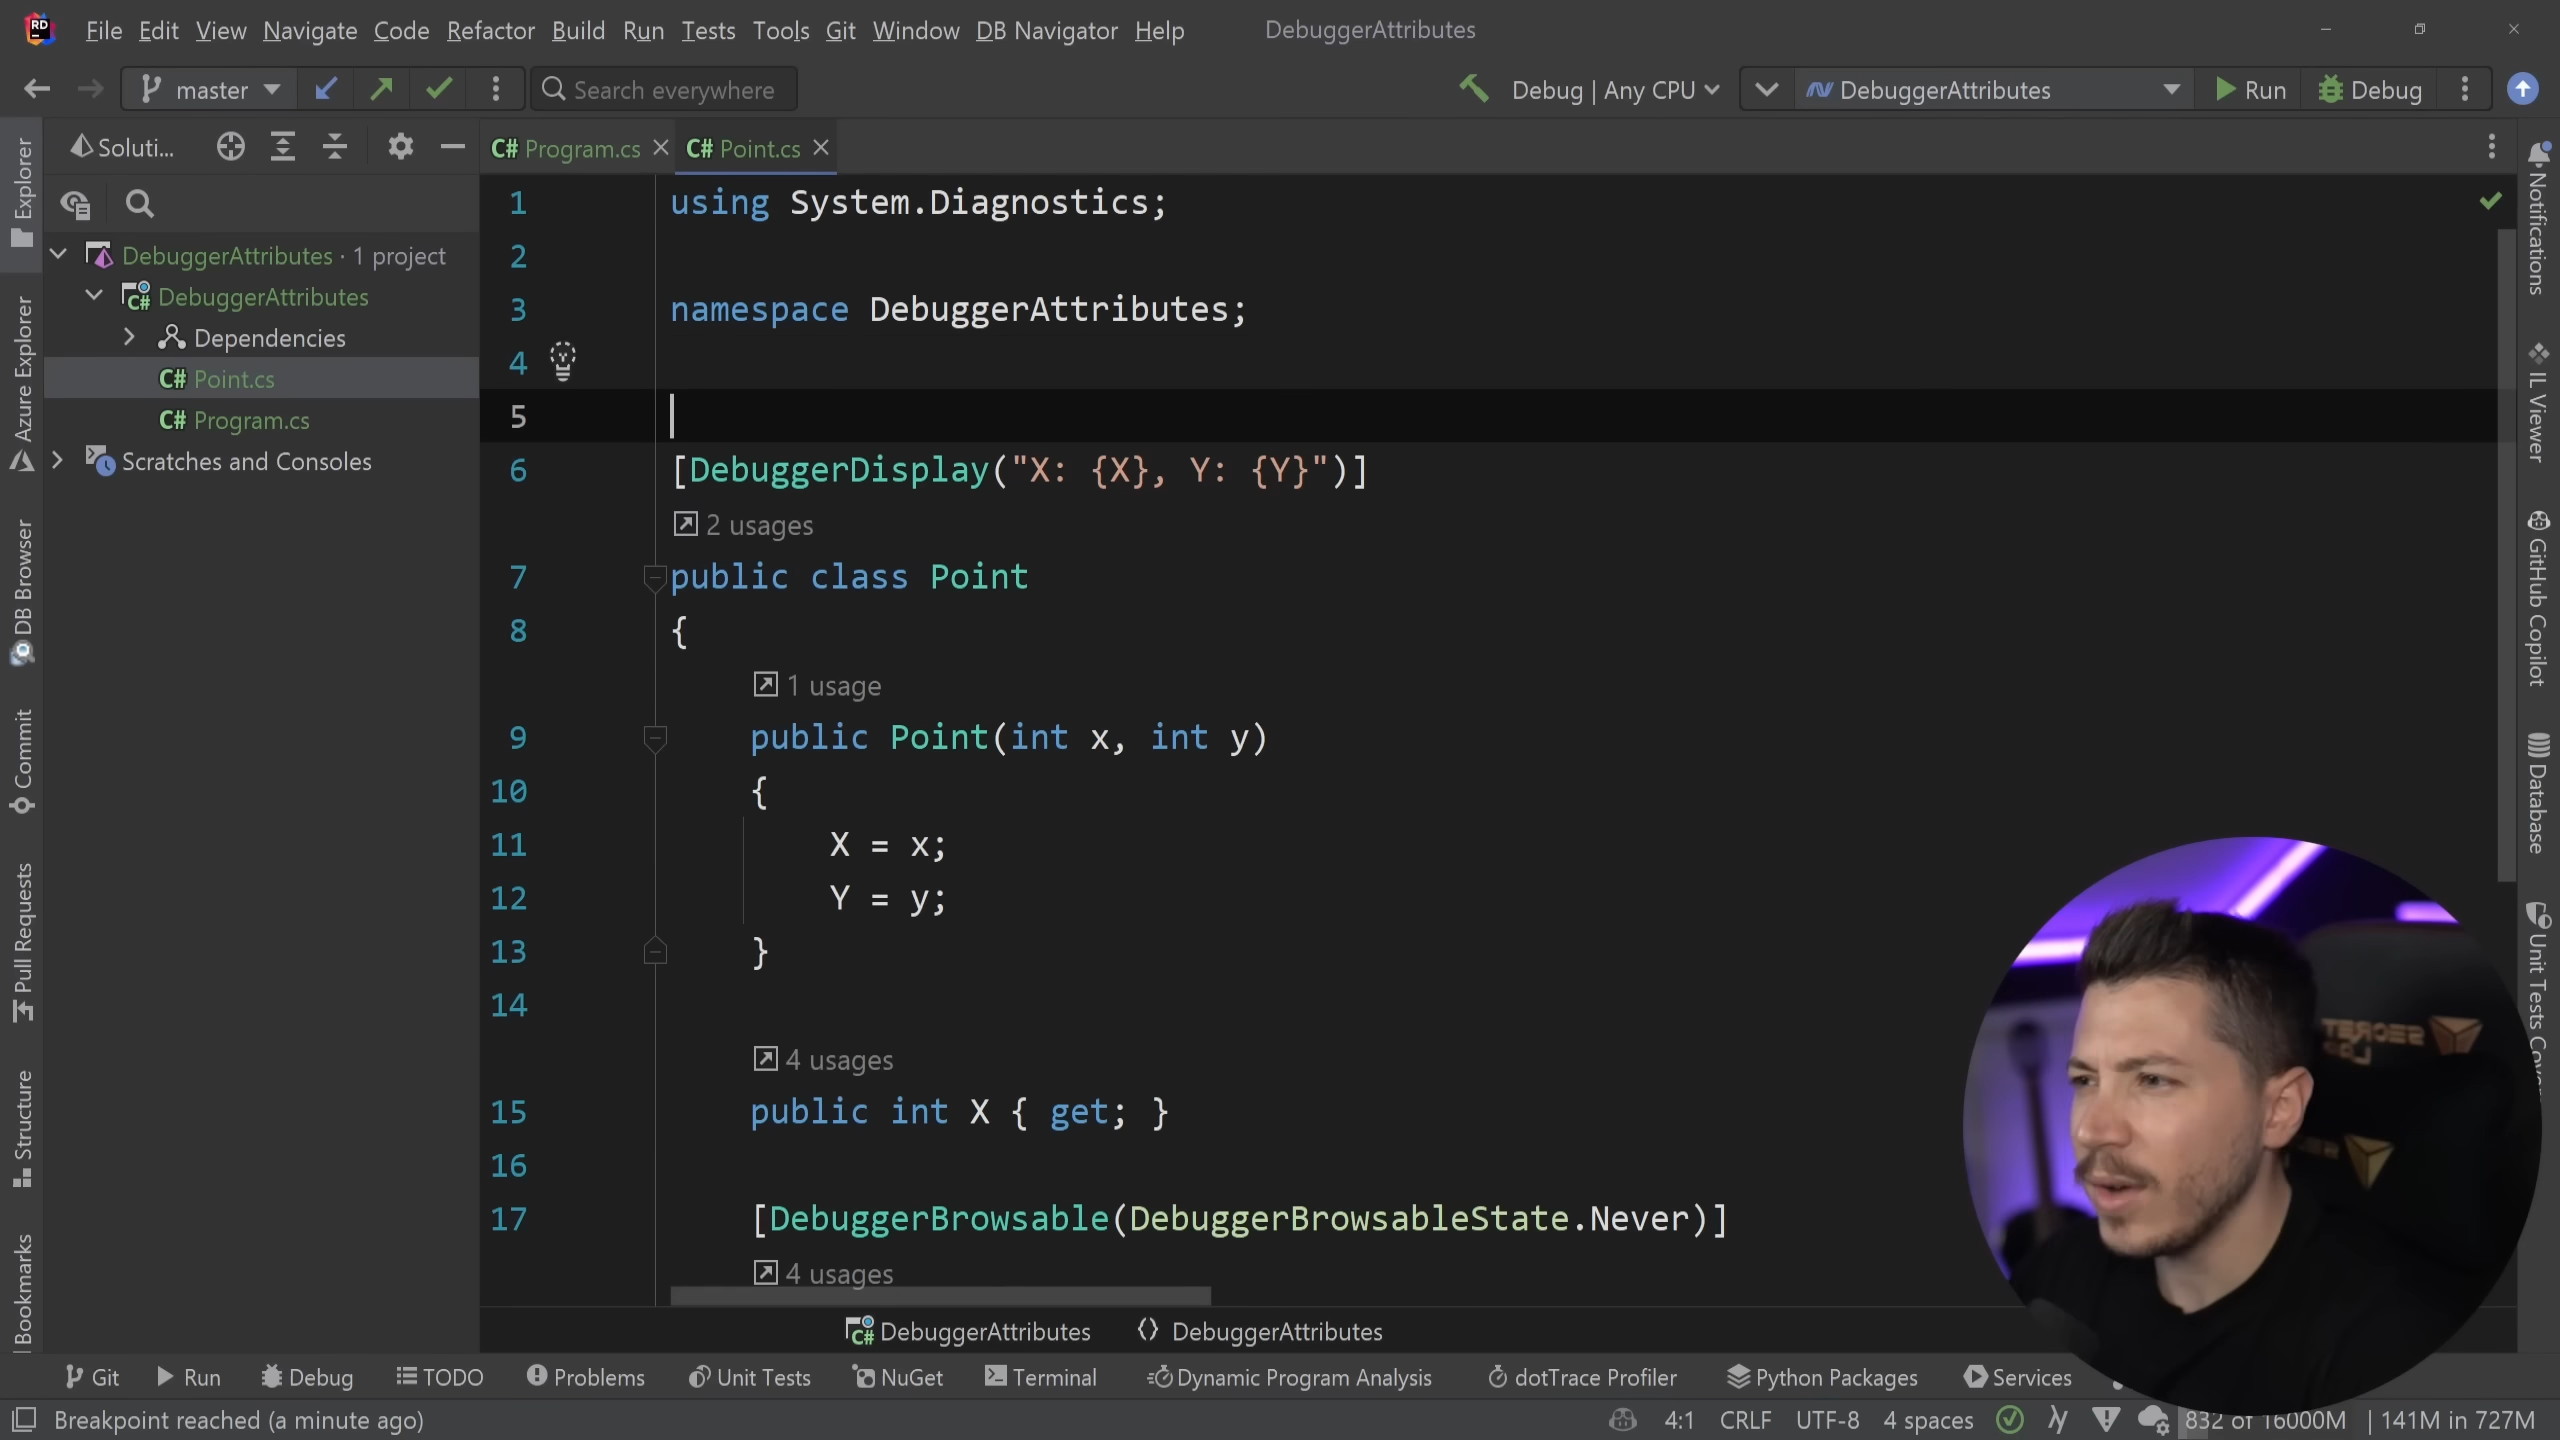 File Edit View Navigate Code Refactor Build Run Tests Tools Git Window DB Navigator Help DebuggerAttributes
master Search everywhere Debug | Any CPU DebuggerAttributes Run Debug
Soluti... C# Program.cs C# Point.cs
DebuggerAttributes · 1 project
DebuggerAttributes
Dependencies
C# Point.cs
C# Program.cs
Scratches and Consoles
1 using System.Diagnostics;
2
3 namespace DebuggerAttributes;
4
5
6 [DebuggerDisplay("X: {X}, Y: {Y}")]
2 usages
7 public class Point
8 {
1 usage
9 public Point(int x, int y)
10 {
11 X = x;
12 Y = y;
13 }
14
4 usages
15 public int X { get; }
16
17 [DebuggerBrowsable(DebuggerBrowsableState.Never)]
4 usages
Explorer
Azure Explorer
DB Browser
Commit
Pull Requests
Structure
Bookmarks
Notifications
IL Viewer
GitHub Copilot
Database
Unit Tests
SECRET
DebuggerAttributes DebuggerAttributes
Git Run Debug TODO Problems Unit Tests NuGet Terminal Dynamic Program Analysis dotTrace Profiler Python Packages Services
Breakpoint reached (a minute ago) 4:1 CRLF UTF-8 4 spaces 832 of 16000M | 141M in 727M